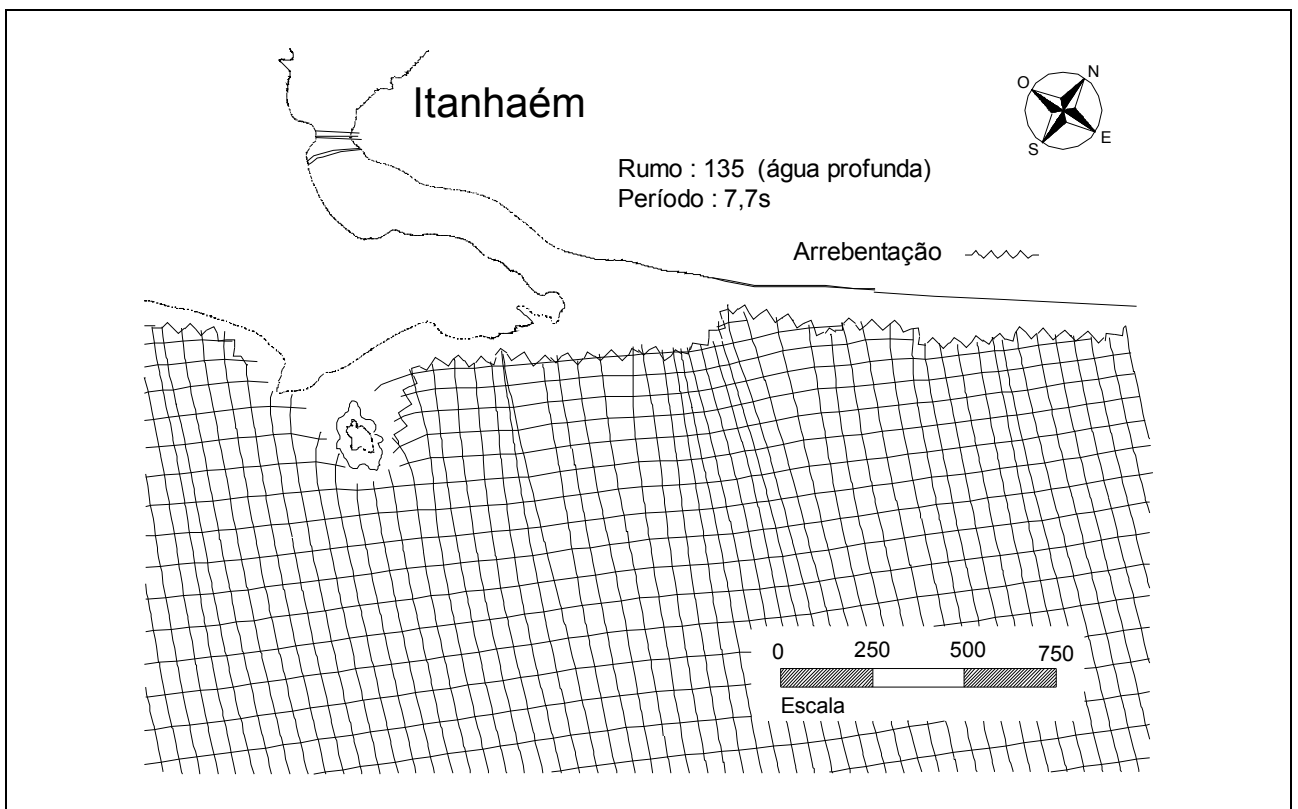 Itanhaém
O
N
S
E
Rumo : 135 (água profunda)
Período : 7,7s
Arrebentação
0 250 500 750
Escala